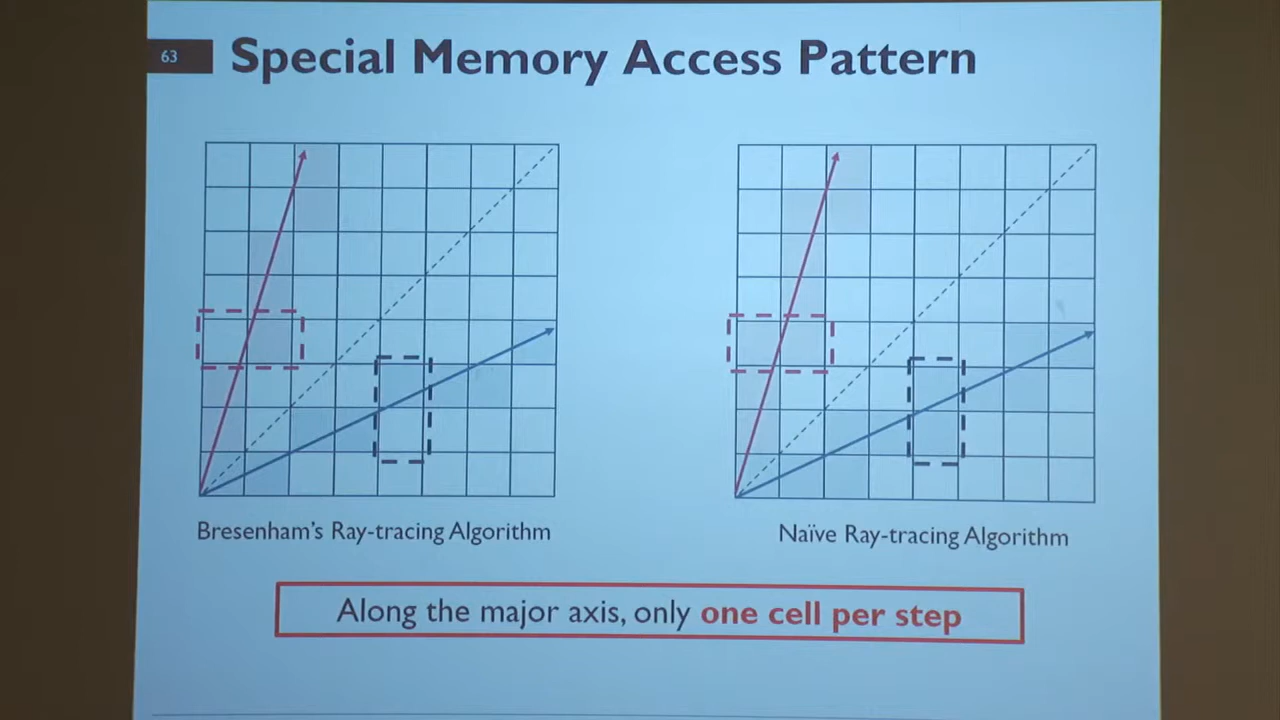 63
Special Memory Access Pattern
Bresenham's Ray-tracing Algorithm
Naïve Ray-tracing Algorithm
Along the major axis, only one cell per step